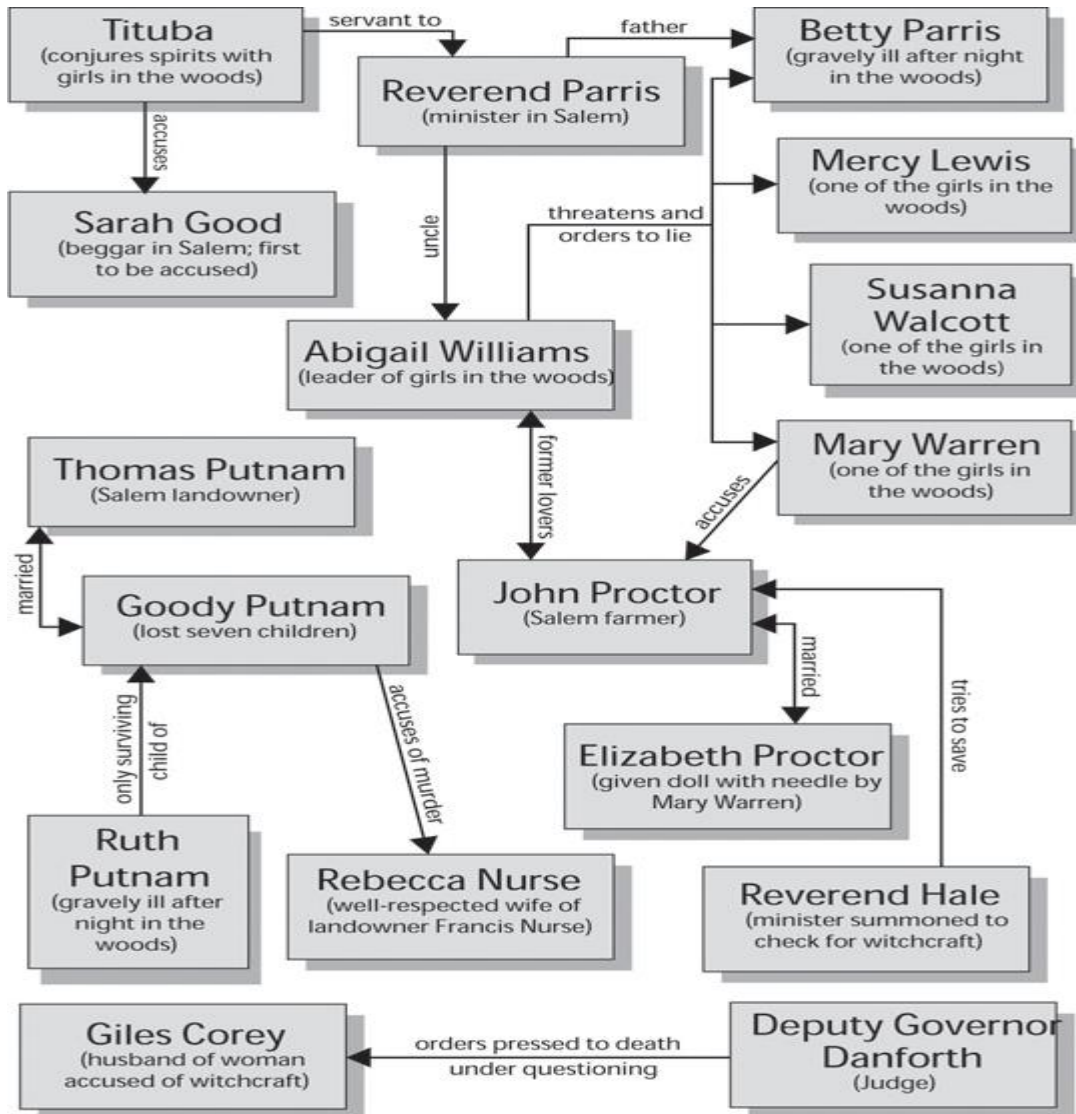 Tituba
(conjures spirits with
girls in the woods)
servant to
Reverend Parris
(minister in Salem)
father
Betty Parris
(gravely ill after night
in the woods)
accuses
Sarah Good
(beggar in Salem; first
to be accused)
uncle
threatens and
orders to lie
Mercy Lewis
(one of the girls in the
woods)
Susanna
Walcott
(one of the girls in
the woods)
Abigail Williams
(leader of girls in the woods)
Mary Warren
(one of the girls in
the woods)
former lovers
accuses
Thomas Putnam
(Salem landowner)
married
Goody Putnam
(lost seven children)
John Proctor
(Salem farmer)
married
tries to save
only surviving
child of
accuses of murder
Elizabeth Proctor
(given doll with needle by
Mary Warren)
Ruth
Putnam
(gravely ill after
night in the
woods)
Rebecca Nurse
(well-respected wife of
landowner Francis Nurse)
Reverend Hale
(minister summoned to
check for witchcraft)
Giles Corey
(husband of woman
accused of witchcraft)
orders pressed to death
under questioning
Deputy Governor
Danforth
(Judge)